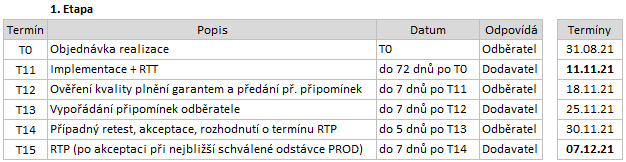 1. Etapa
Termín Popis Datum Odpovídá Termíny
T0 Objednávka realizace T0 Odběratel 31.08.21
T11 Implementace + RTT do 72 dnů po T0 Dodavatel 11.11.21
T12 Ověření kvality plnění garantem a předání př. připomínek do 7 dnů po T11 Odběratel 18.11.21
T13 Vypořádání připomínek odběratele do 7 dnů po T12 Dodavatel 25.11.21
T14 Případný retest, akceptace, rozhodnutí o termínu RTP do 5 dnů po T13 Odběratel 30.11.21
T15 RTP (po akceptaci při nejbližší schválené odstávce PROD) do 7 dnů po T14 Dodavatel 07.12.21